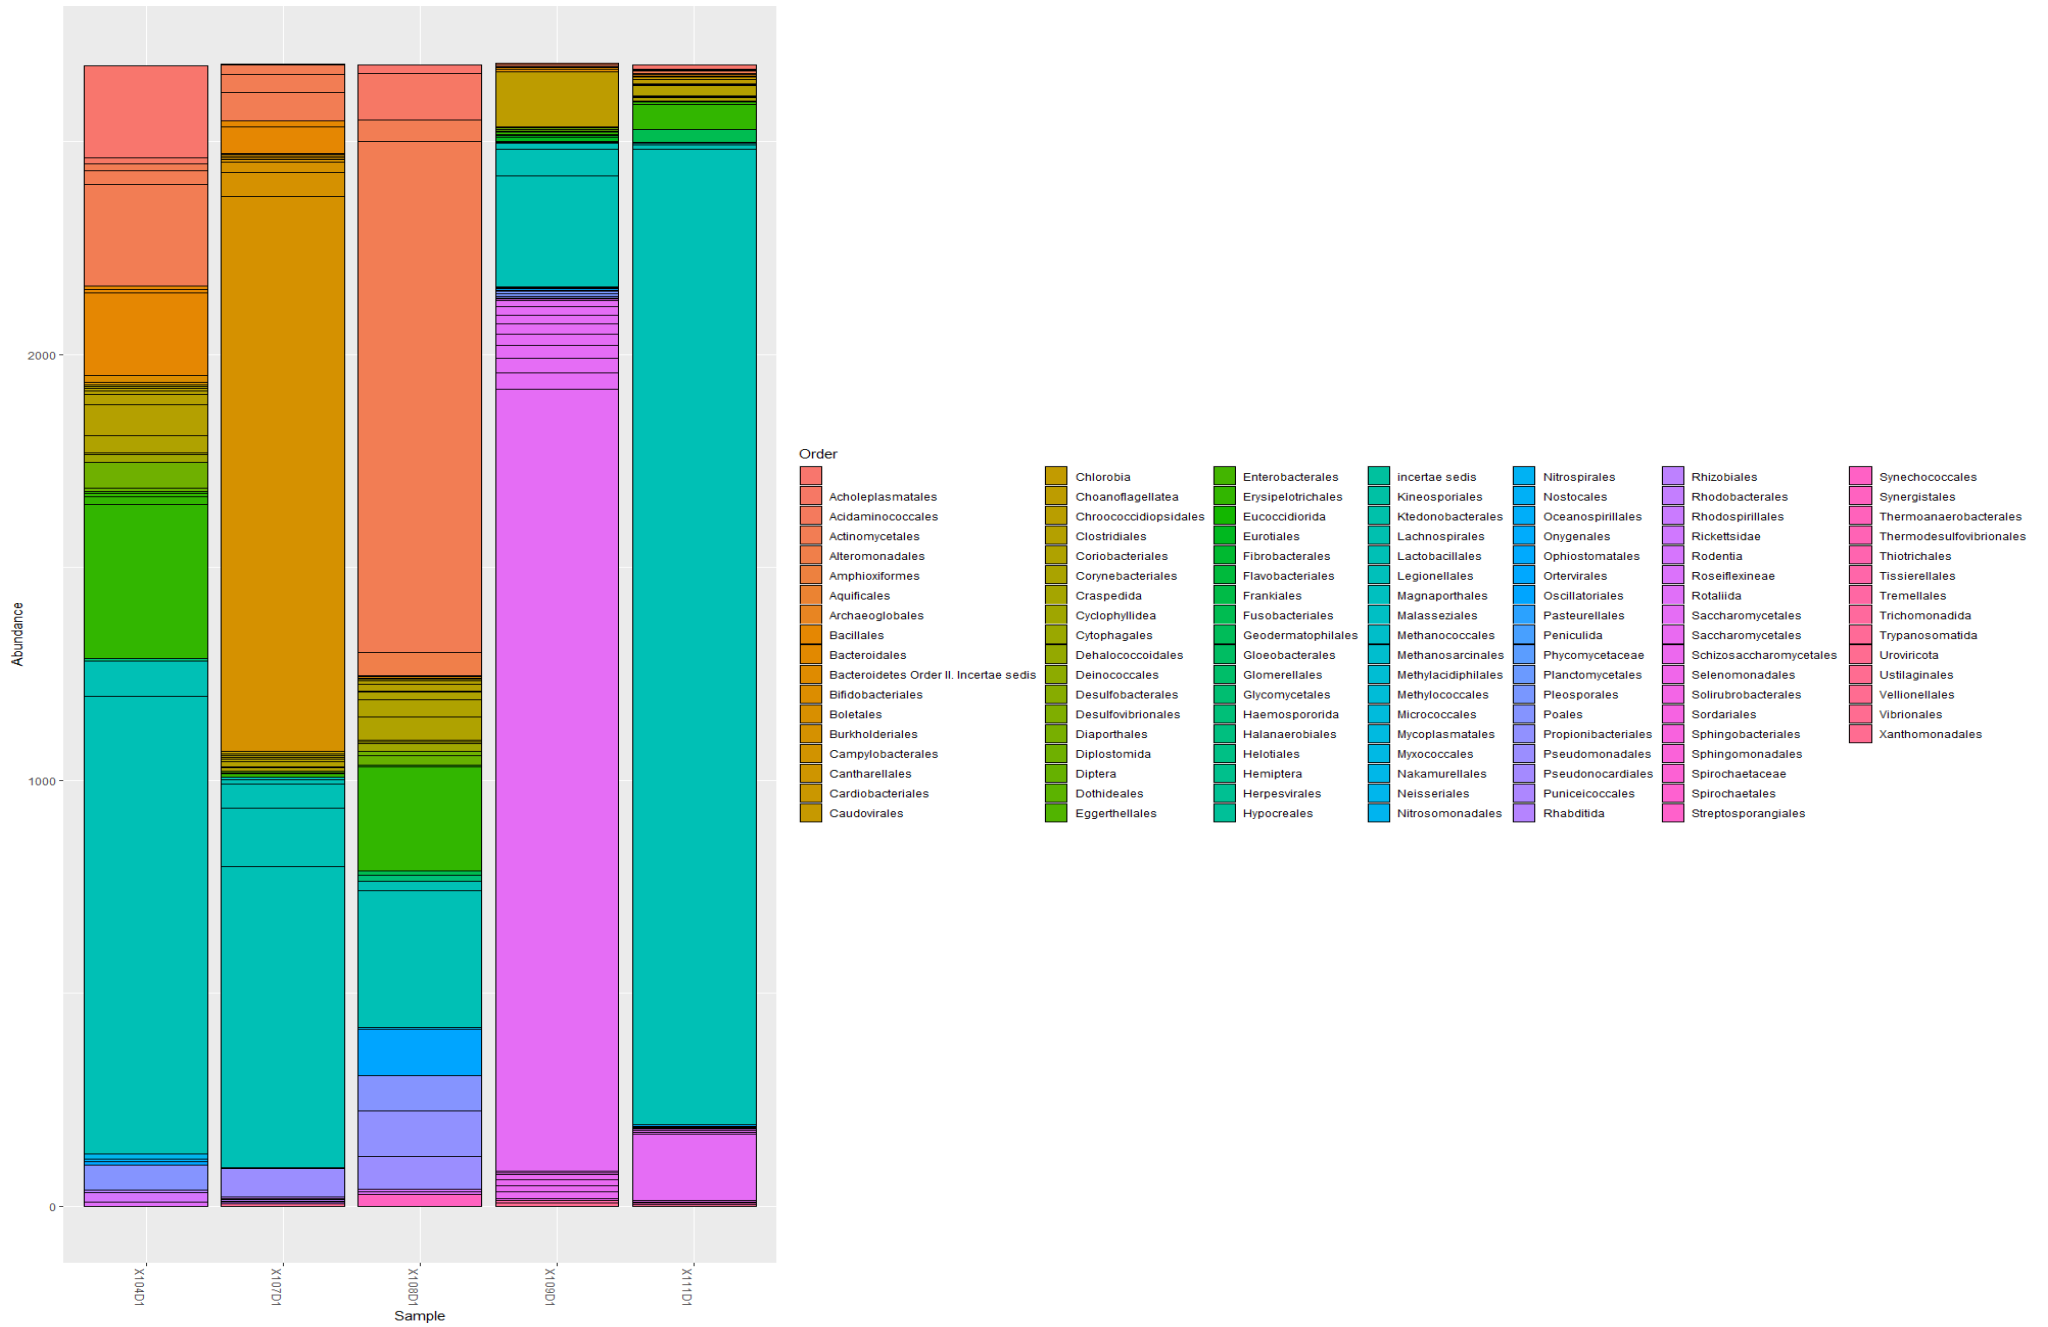 Abundance
2000
1000
0
X104D1
X107D1
X108D1
X109D1
X111D1
Sample
Order
Acholeplasmatales
Acidaminococcales
Actinomycetales
Alteromonadales
Amphioxiformes
Aquificales
Archaeoglobales
Bacillales
Bacteroidales
Bacteroidetes Order II. Incertae sedis
Bifidobacteriales
Boletales
Burkholderiales
Campylobacterales
Cantharellales
Cardiobacteriales
Caudovirales
Chlorobia
Choanoflagellatea
Chroococcidiopsidales
Clostridiales
Coriobacteriales
Corynebacteriales
Craspedida
Cyclophyllidea
Cytophagales
Dehalococcoidales
Deinococcales
Desulfobacterales
Desulfovibrionales
Diaporthales
Diplostomida
Diptera
Dothideales
Eggerthellales
Enterobacterales
Erysipelotrichales
Eucoccidiorida
Eurotiales
Fibrobacterales
Flavobacteriales
Frankiales
Fusobacteriales
Geodermatophilales
Gloeobacterales
Glomerellales
Glycomycetales
Haemospororida
Halanaerobiales
Helotiales
Hemiptera
Herpesvirales
Hypocreales
incertae sedis
Kineosporiales
Ktedonobacterales
Lachnospirales
Lactobacillales
Legionellales
Magnaporthales
Malasseziales
Methanococcales
Methanosarcinales
Methylacidiphilales
Methylococcales
Micrococcales
Mycoplasmatales
Myxococcales
Nakamurellales
Neisseriales
Nitrosomonadales
Nitrospirales
Nostocales
Oceanospirillales
Onygenales
Ophiostomatales
Ortervirales
Oscillatoriales
Pasteurellales
Peniculida
Phycomycetaceae
Planctomycetales
Pleosporales
Poales
Propionibacteriales
Pseudomonadales
Pseudonocardiales
Puniceicoccales
Rhabditida
Rhizobiales
Rhodobacterales
Rhodospirillales
Rickettsidae
Rodentia
Roseiflexineae
Rotaliida
Saccharomycetales
Saccharomycetales
Schizosaccharomycetales
Selenomonadales
Solirubrobacterales
Sordariales
Sphingobacteriales
Sphingomonadales
Spirochaetaceae
Spirochaetales
Streptosporangiales
Synechococcales
Synergistales
Thermoanaerobacterales
Thermodesulfovibrionales
Thiotrichales
Tissierellales
Tremellales
Trichomonadida
Trypanosomatida
Uroviricota
Ustilaginales
Vellionellales
Vibrionales
Xanthomonadales